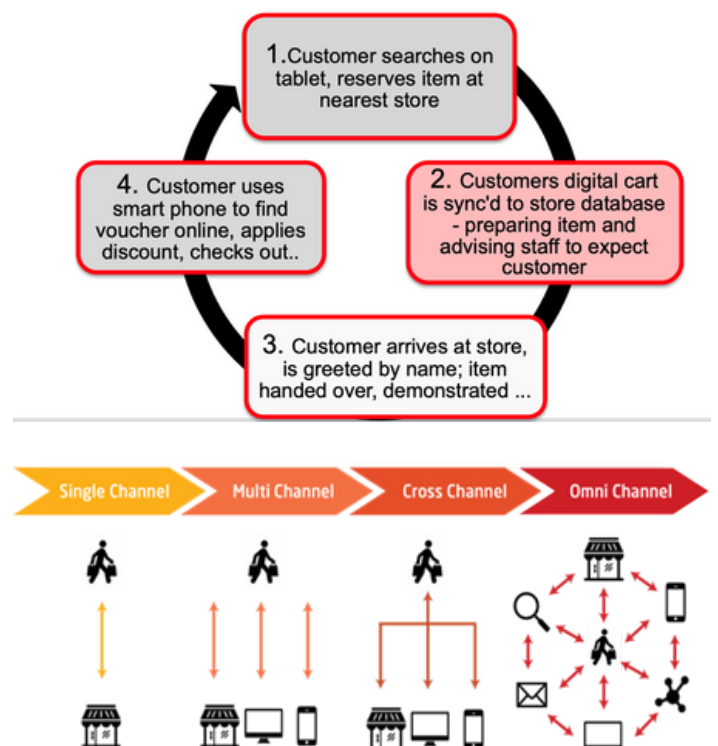 1.Customer searches on
tablet, reserves item at
nearest store
2. Customers digital cart
is sync'd to store database
- preparing item and
advising staff to expect
customer
3. Customer arrives at store,
is greeted by name; item
handed over, demonstrated ...
4. Customer uses
smart phone to find
voucher online, applies
discount, checks out..
Single Channel
Multi Channel
Cross Channel
Omni Channel